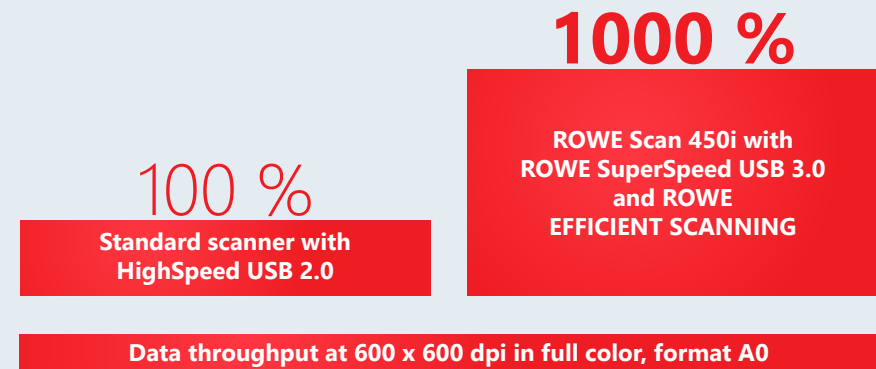 100 %
Standard scanner with
HighSpeed USB 2.0
1000 %
ROWE Scan 450i with
ROWE SuperSpeed USB 3.0
and ROWE
EFFICIENT SCANNING
Data throughput at 600 x 600 dpi in full color, format A0